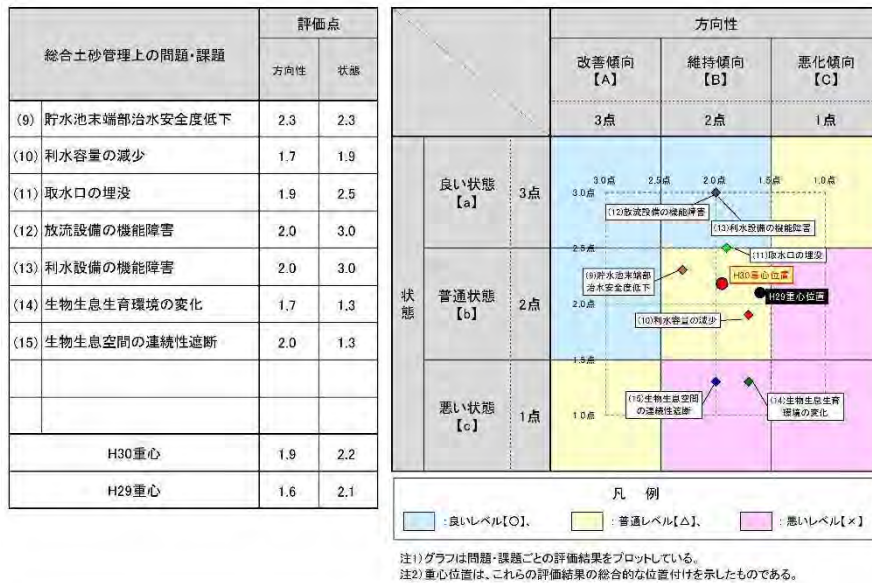 総合土砂管理上の問題・課題
評価点
方向性
状態
(9) 貯水池末端部治水安全度低下 2.3 2.3
(10) 利水容量の減少 1.7 1.9
(11) 取水口の埋没 1.9 2.5
(12) 放流設備の機能障害 2.0 3.0
(13) 利水設備の機能障害 2.0 3.0
(14) 生物生息生育環境の変化 1.7 1.3
(15) 生物生息空間の連続性遮断 2.0 1.3
H30重心 1.9 2.2
H29重心 1.6 2.1
方向性
改善傾向
【A】
維持傾向
【B】
悪化傾向
【C】
3点 2点 1点
状態
良い状態
【a】
3点
普通状態
【b】
2点
悪い状態
【c】
1点
3.0点 2.5点 2.0点 1.5点 1.0点
3.0点
(12)放流設備の機能障害
(13)利水設備の機能障害
2.5点
(11)取水口の埋没
(9)貯水池末端部
治水安全度低下
H30重心位置
H29重心位置
2.0点
(10)利水容量の減少
1.5点
(15)生物生息空間
の連続性遮断
(14)生物生息生育
環境の変化
1.0点
凡 例
:良いレベル【○】、 :普通レベル【△】、 :悪いレベル【×】
注1)グラフは問題・課題ごとの評価結果をプロットしている。
注2)重心位置は、これらの評価結果の総合的な位置付けを示したものである。